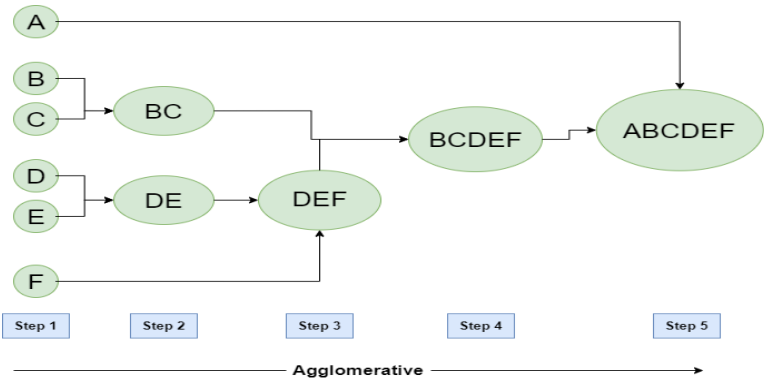 A
B
C
BC
D
E
DE
DEF
BCDEF
ABCDEF
F
Step 1
Step 2
Step 3
Step 4
Step 5
Agglomerative